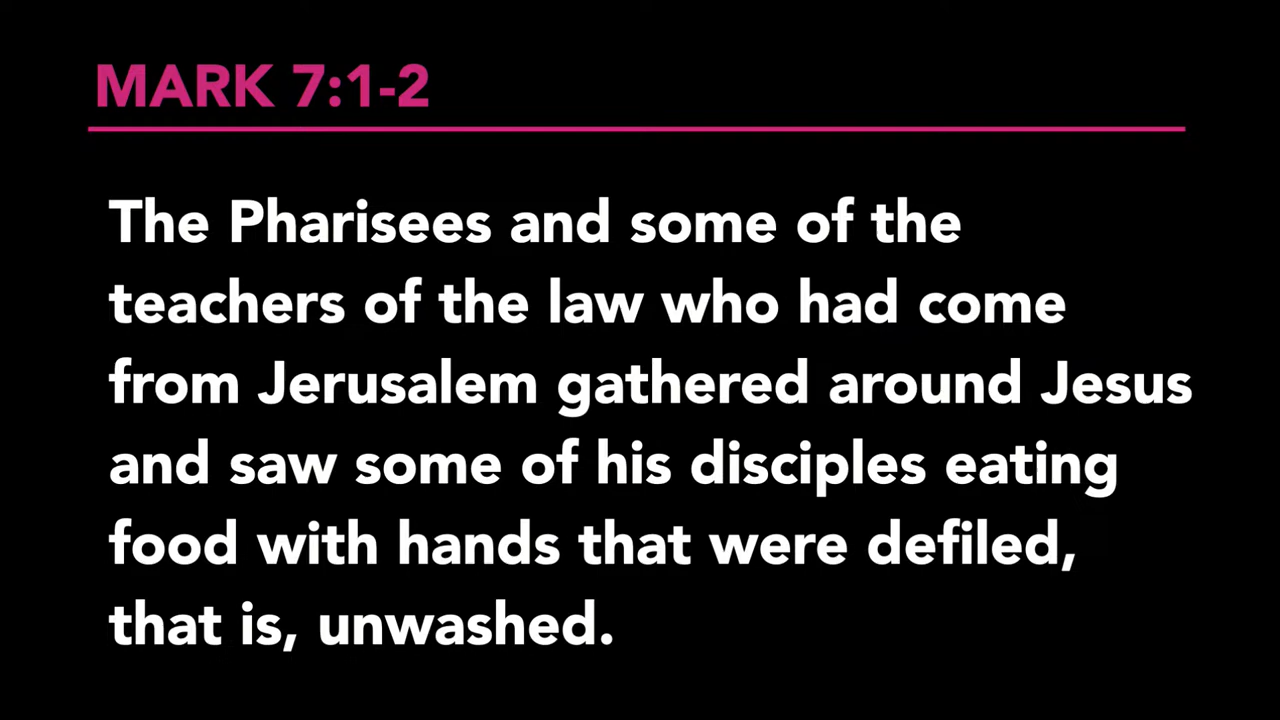 MARK 7:1-2
The Pharisees and some of the
teachers of the law who had come
from Jerusalem gathered around Jesus
and saw some of his disciples eating
food with hands that were defiled,
that is, unwashed.